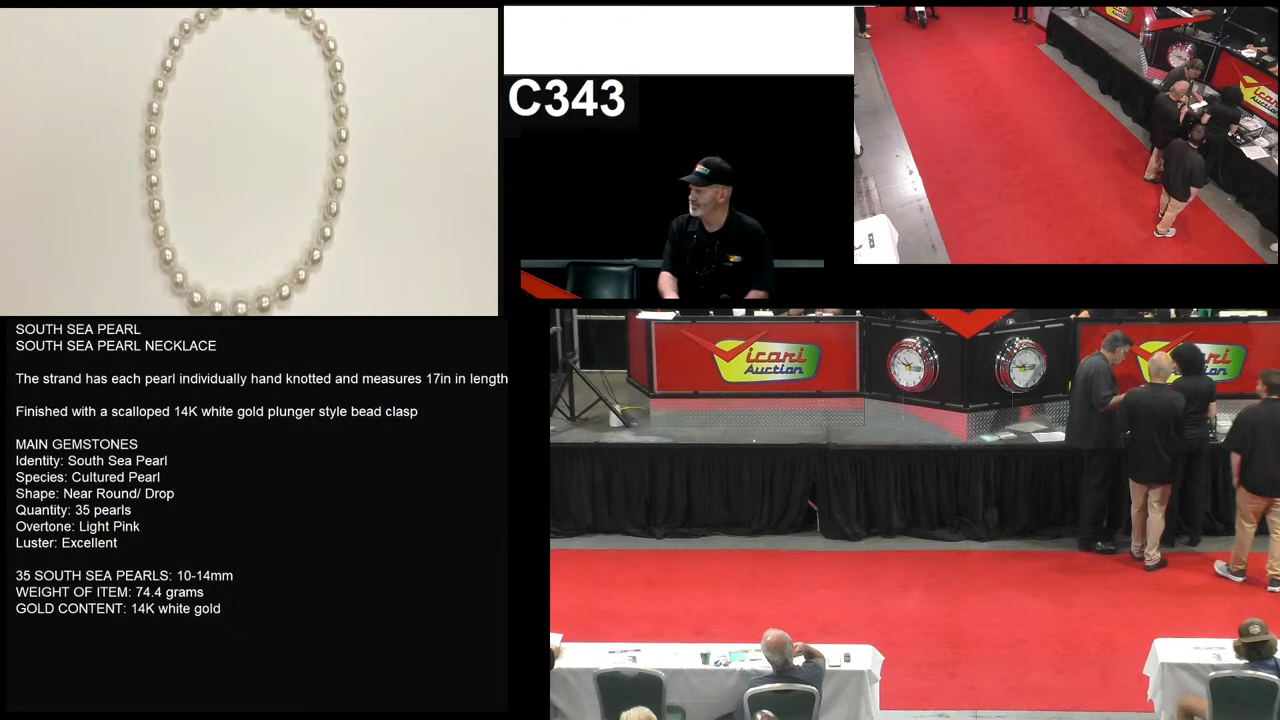 C343
SOUTH SEA PEARL
SOUTH SEA PEARL NECKLACE
The strand has each pearl individually hand knotted and measures 17in in length
Finished with a scalloped 14K white gold plunger style bead clasp
MAIN GEMSTONES
Identity: South Sea Pearl
Species: Cultured Pearl
Shape: Near Round/ Drop
Quantity: 35 pearls
Overtone: Light Pink
Luster: Excellent
35 SOUTH SEA PEARLS: 10-14mm
WEIGHT OF ITEM: 74.4 grams
GOLD CONTENT: 14K white gold
Vicari
Auction
Vicari
Auction
Vicari
Auction